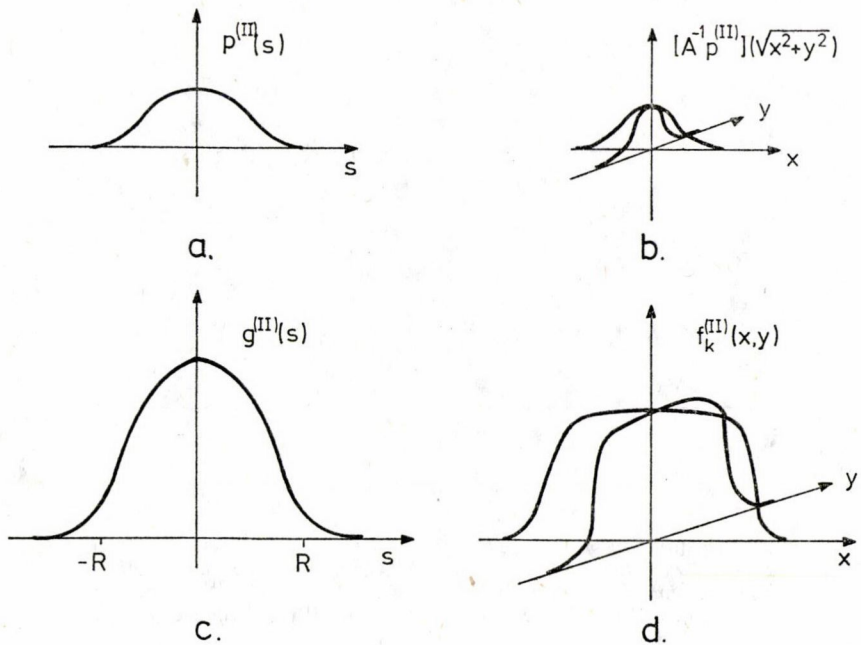 p^(II)(s)
s
a.
[A^-1 p^(II)](√x²+y²)
y
x
b.
g^(II)(s)
-R
R
s
c.
f_k^(II)(x,y)
y
x
d.